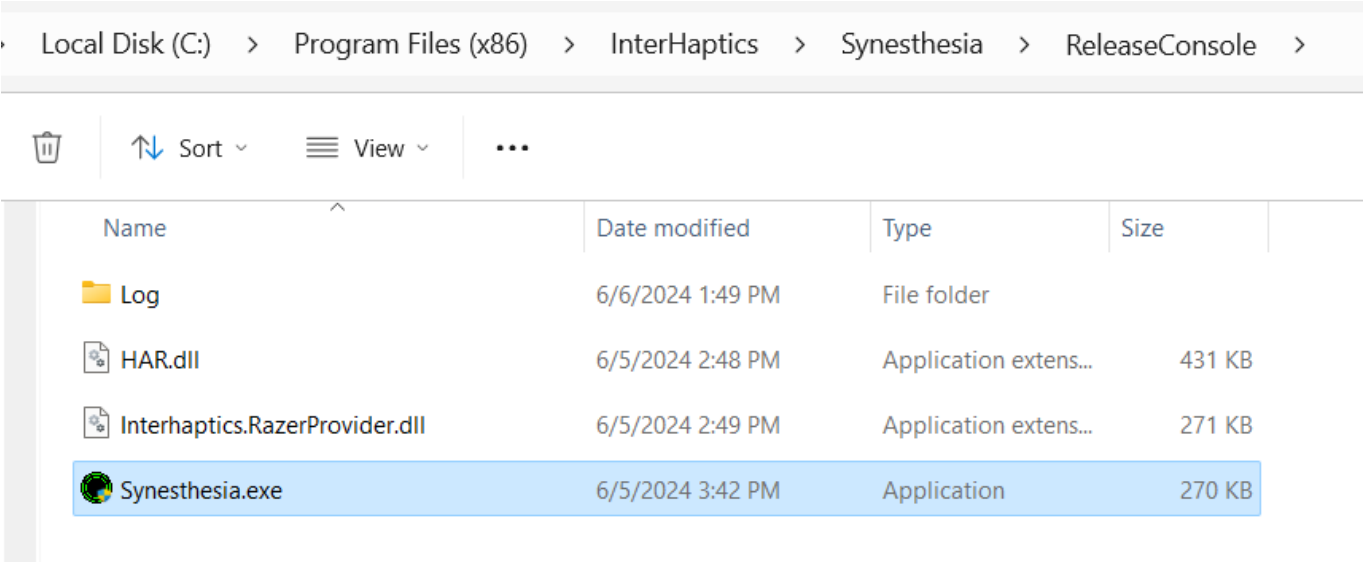 Local Disk (C:) > Program Files (x86) > InterHaptics > Synesthesia > ReleaseConsole >
Sort View •••
Name Date modified Type Size
Log 6/6/2024 1:49 PM File folder
HAR.dll 6/5/2024 2:48 PM Application extens... 431 KB
Interhaptics.RazerProvider.dll 6/5/2024 2:49 PM Application extens... 271 KB
Synesthesia.exe 6/5/2024 3:42 PM Application 270 KB